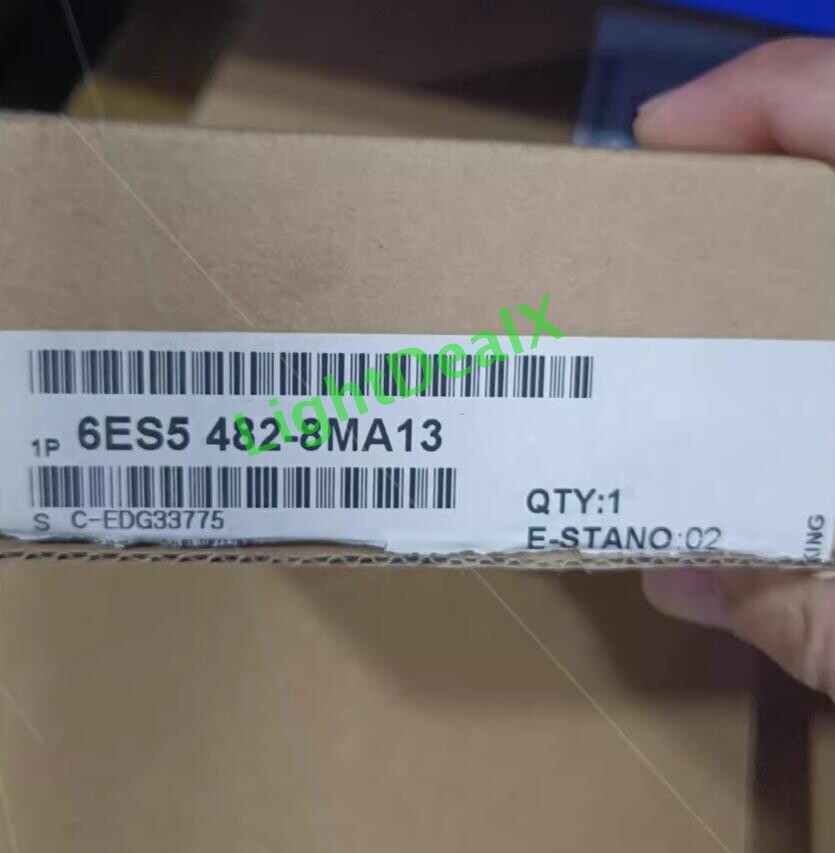 LightDealX
1P 6ES5 482-8MA13
S C-EDG33775
QTY:1
E-STANO:02
KING